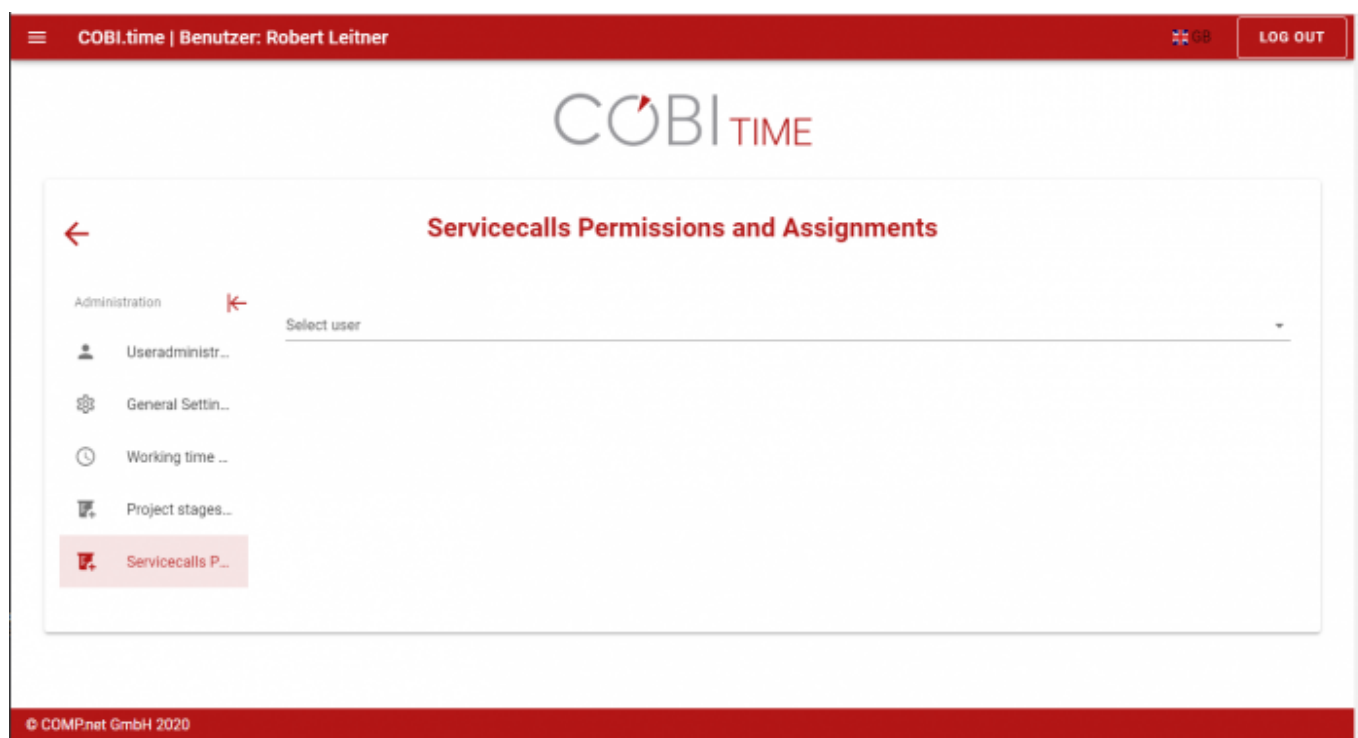 COBI.time | Benutzer: Robert Leitner
GB
LOG OUT
COBI TIME
Servicecalls Permissions and Assignments
Administration
Select user
Useradministr...
General Settin...
Working time ...
Project stages...
Servicecalls P...
© COMP.net GmbH 2020